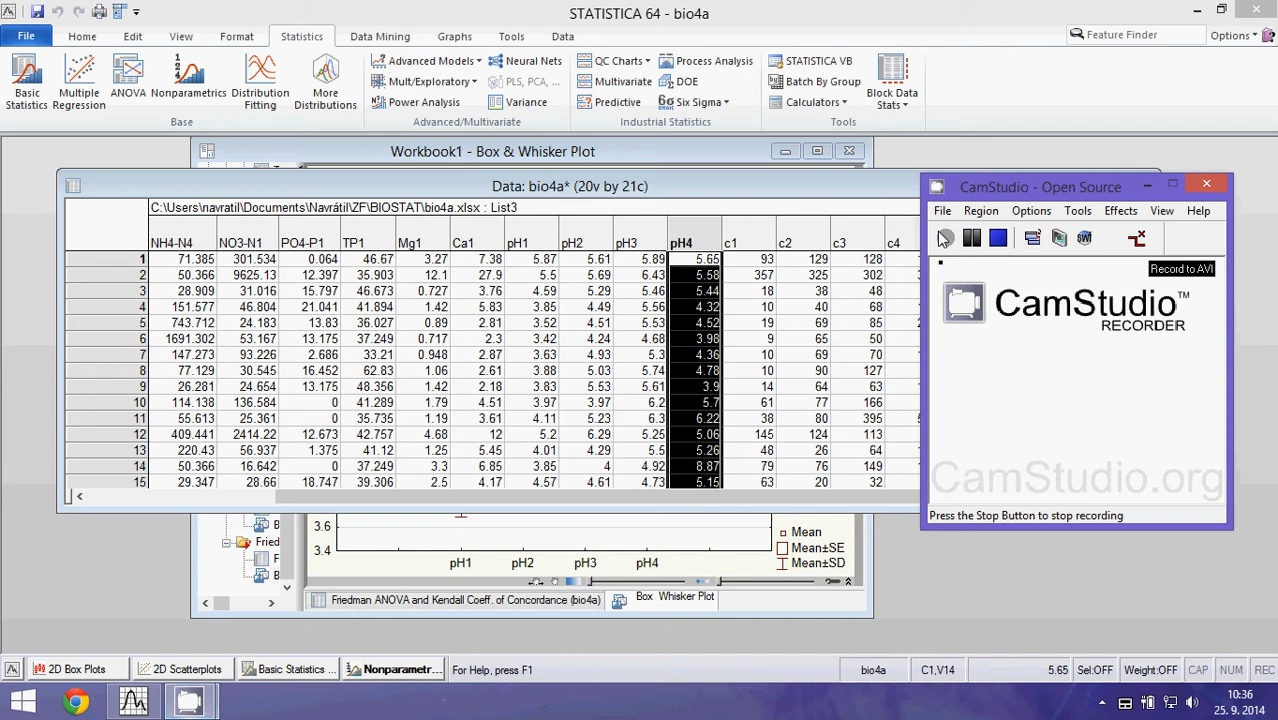 STATISTICA 64 - bio4a
File Home Edit View Format Statistics Data Mining Graphs Tools Data Feature Finder Options
Basic Statistics
Multiple Regression
ANOVA
Nonparametrics
Distribution Fitting
More Distributions
Base
Advanced Models Neural Nets
Mult/Exploratory PLS, PCA, ...
Power Analysis Variance
Advanced/Multivariate
QC Charts Process Analysis
Multivariate DOE
Predictive Six Sigma
Industrial Statistics
STATISTICA VB
Batch By Group
Calculators
Block Data Stats
Tools
Workbook1 - Box & Whisker Plot
Data: bio4a* (20v by 21c)
C:\Users\navratil\Documents\Navrátil\ZF\BIOSTAT\bio4a.xlsx : List3
NH4-N4 NO3-N1 PO4-P1 TP1 Mg1 Ca1 pH1 pH2 pH3 pH4 c1 c2 c3 c4
1 71.385 301.534 0.064 46.67 3.27 7.38 5.87 5.61 5.89 5.65 93 129 128
2 50.366 9625.13 12.397 35.903 12.1 27.9 5.5 5.69 6.43 5.58 357 325 302
3 28.909 31.016 15.797 46.673 0.727 3.76 4.59 5.29 5.46 5.44 18 38 48
4 151.577 46.804 21.041 41.894 1.42 5.83 3.85 4.49 5.56 4.32 10 40 68
5 743.712 24.183 13.83 36.027 0.89 2.81 3.52 4.51 5.53 4.52 19 69 85
6 1691.302 53.167 13.175 37.249 0.717 2.3 3.42 4.24 4.68 3.98 9 65 50
7 147.273 93.226 2.686 33.21 0.948 2.87 3.63 4.93 5.3 4.36 10 69 70
8 77.129 30.545 16.452 62.83 1.06 2.61 3.88 5.03 5.74 4.78 10 90 127
9 26.281 24.654 13.175 48.356 1.42 2.18 3.83 5.53 5.61 3.9 14 64 63
10 114.138 136.584 0 41.289 1.79 4.51 3.97 3.97 6.2 5.7 61 77 166
11 55.613 25.361 0 35.735 1.19 3.61 4.11 5.23 6.3 6.22 38 80 395
12 409.441 2414.22 12.673 42.757 4.68 12 5.2 6.29 5.25 5.06 145 124 113
13 220.43 56.937 1.375 41.12 1.25 5.45 4.01 4.29 5.5 5.26 48 26 64
14 50.366 16.642 0 37.249 3.3 6.85 3.85 4 4.92 8.87 79 76 149
15 29.347 28.66 18.747 39.306 2.5 4.17 4.57 4.61 4.73 5.15 63 20 32
CamStudio - Open Source
File Region Options Tools Effects View Help
Record to AVI
CamStudio™
RECORDER
CamStudio.org
Press the Stop Button to stop recording
Fried
3.6
3.4
pH1 pH2 pH3 pH4
Mean
Mean±SE
Mean±SD
Friedman ANOVA and Kendall Coeff. of Concordance (bio4a) Box Whisker Plot
2D Box Plots 2D Scatterplots Basic Statistics ... Nonparametr... For Help, press F1 bio4a C1,V14 5.65 Sel:OFF Weight:OFF CAP NUM REC
10:36
25. 9. 2014